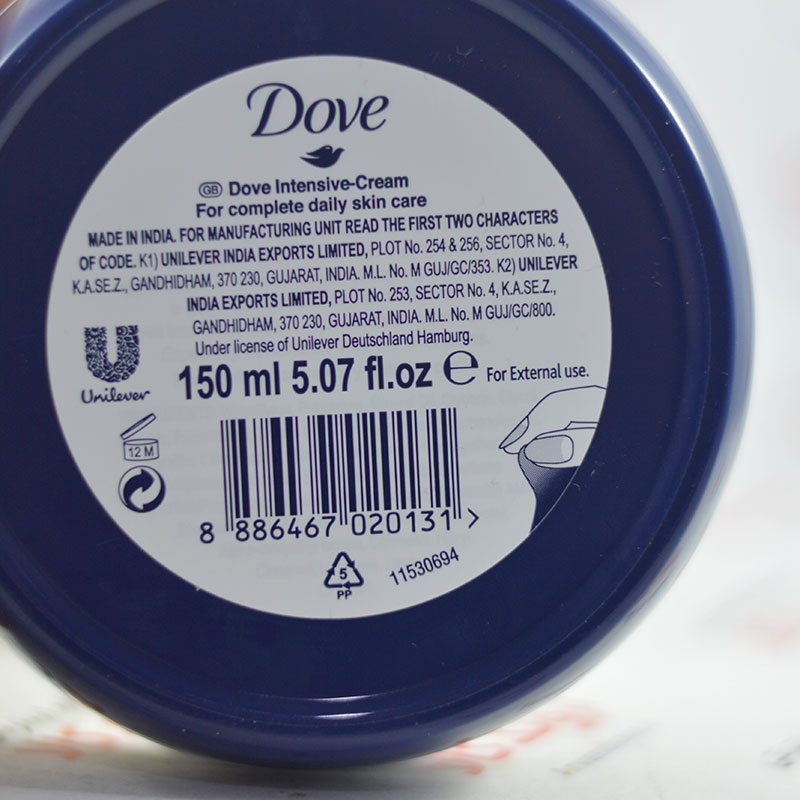 Dove
GB Dove Intensive-Cream
For complete daily skin care
MADE IN INDIA. FOR MANUFACTURING UNIT READ THE FIRST TWO CHARACTERS
OF CODE. K1) UNILEVER INDIA EXPORTS LIMITED, PLOT No. 254 & 256, SECTOR No. 4,
K.A.SE.Z., GANDHIDHAM, 370 230, GUJARAT, INDIA. M.L. No. M GUJ/GC/353. K2) UNILEVER
INDIA EXPORTS LIMITED, PLOT No. 253, SECTOR No. 4, K.A.SE.Z.,
GANDHIDHAM, 370 230, GUJARAT, INDIA. M.L. No. M GUJ/GC/800.
Under license of Unilever Deutschland Hamburg.
Unilever
150 ml 5.07 fl.oz e For External use.
12 M
8 886467 020131 >
5
PP
11530694